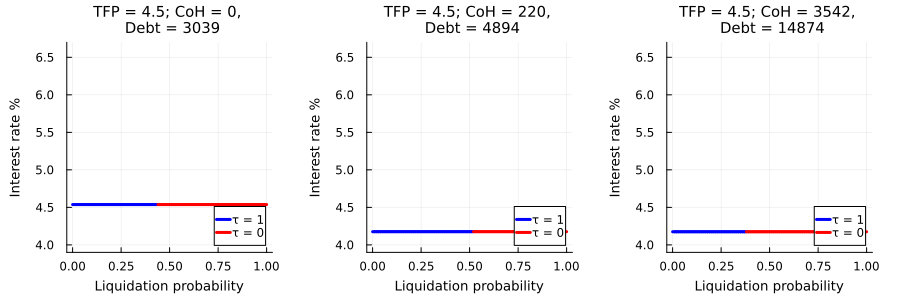 TFP = 4.5; CoH = 0,
Debt = 3039
Interest rate %
6.5
6.0
5.5
5.0
4.5
4.0
τ = 1
τ = 0
0.00 0.25 0.50 0.75 1.00
Liquidation probability
TFP = 4.5; CoH = 220,
Debt = 4894
Interest rate %
6.5
6.0
5.5
5.0
4.5
4.0
τ = 1
τ = 0
0.00 0.25 0.50 0.75 1.00
Liquidation probability
TFP = 4.5; CoH = 3542,
Debt = 14874
Interest rate %
6.5
6.0
5.5
5.0
4.5
4.0
τ = 1
τ = 0
0.00 0.25 0.50 0.75 1.00
Liquidation probability